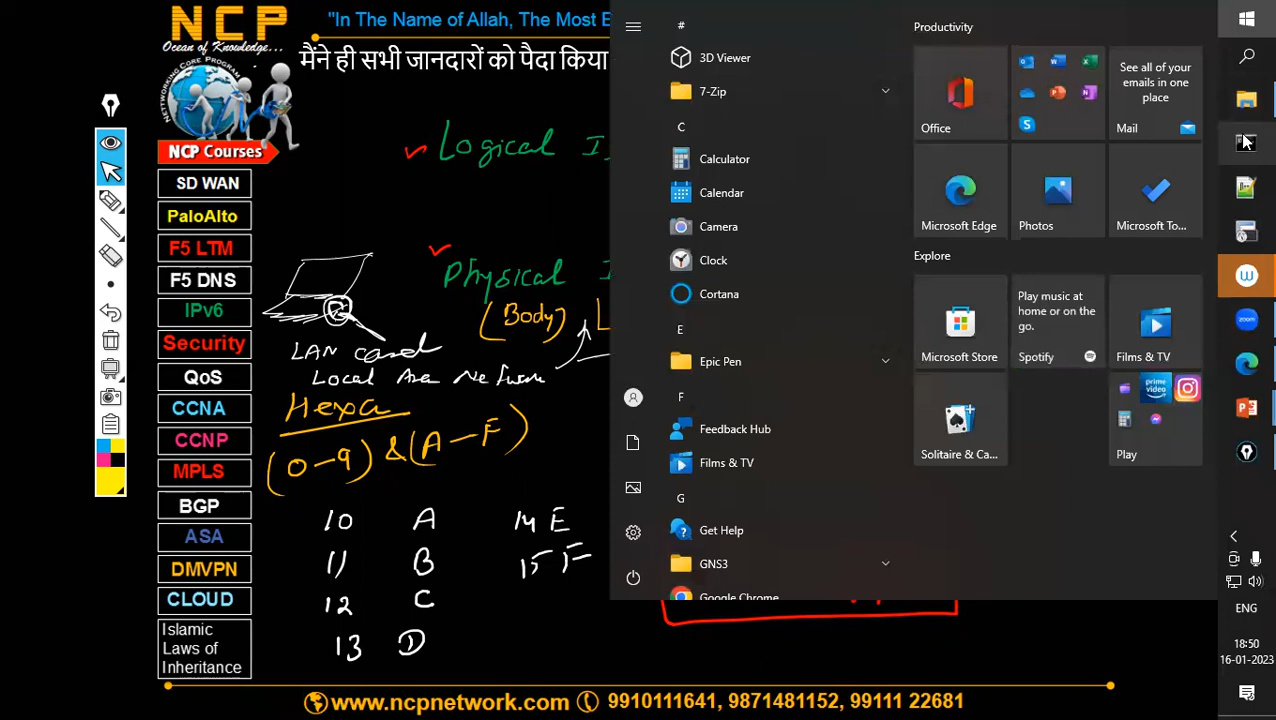 NCP
Ocean of Knowledge...
NCP Courses
SD WAN
PaloAlto
F5 LTM
F5 DNS
IPv6
Security
QoS
CCNA
CCNP
MPLS
BGP
ASA
DMVPN
CLOUD
Islamic
Laws of
Inheritance
"In The Name of Allah, The Most
मैंने ही सभी जानदारों को पैदा किया
Logical
Physical
(Body)
LAN card
Local Area
Hexa
(0-9) & (A-F)
10 A 14 E
11 B 15 F
12 C
13 D
#
3D Viewer
7-Zip
C
Calculator
Calendar
Camera
Clock
Cortana
E
Epic Pen
F
Feedback Hub
Films & TV
G
Get Help
GNS3
Google Chrome
Productivity
Office
See all of your
emails in one
place
Mail
Microsoft Edge
Photos
Microsoft To...
Explore
Microsoft Store
Play music at
home or on the
go.
Spotify
Films & TV
Solitaire & Ca...
prime video
Play
zoom
ENG
18:50
16-01-2023
www.ncpnetwork.com 9910111641, 9871481152, 99111 22681